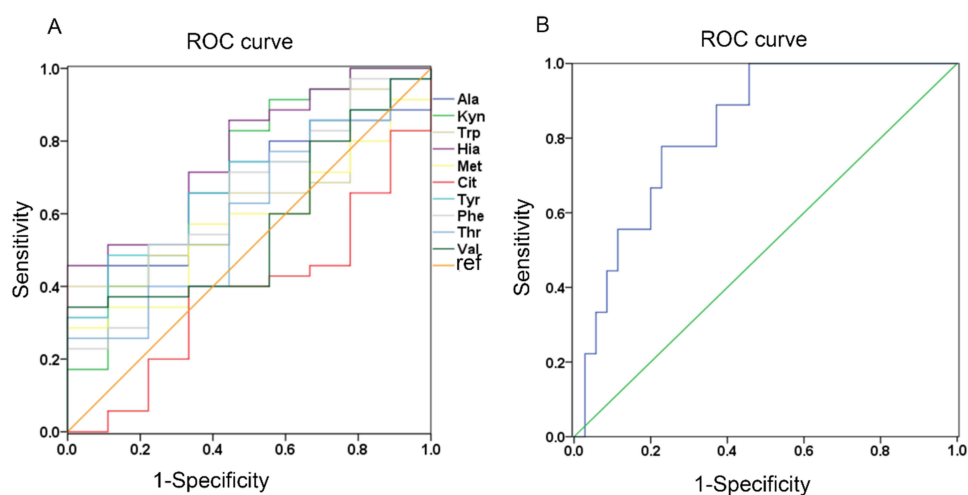 A
ROC curve
Sensitivity
1.0
0.8
0.6
0.4
0.2
0.0
0.0 0.2 0.4 0.6 0.8 1.0
1-Specificity
Ala
Kyn
Trp
Hia
Met
Cit
Tyr
Phe
Thr
Val
ref
B
ROC curve
Sensitivity
1.0
0.8
0.6
0.4
0.2
0.0
0.0 0.2 0.4 0.6 0.8 1.0
1-Specificity